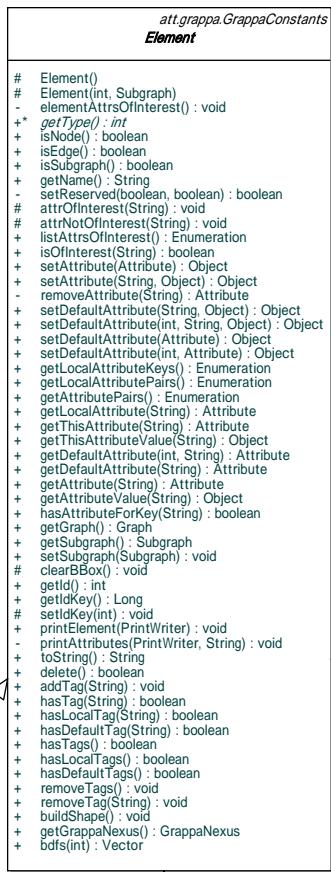 att.grappa.GrappaConstants
Element
# Element()
# Element(int, Subgraph)
- elementAttrsOfInterest() : void
+* getType() : int
+ isNode() : boolean
+ isEdge() : boolean
+ isSubgraph() : boolean
+ getName() : String
- setReserved(boolean, boolean) : boolean
# attrOfInterest(String) : void
# attrNotOfInterest(String) : void
+ listAttrsOfInterest() : Enumeration
+ isOfInterest(String) : boolean
+ setAttribute(Attribute) : Object
+ setAttribute(String, Object) : Object
- removeAttribute(String) : Attribute
+ setDefaultAttribute(String, Object) : Object
+ setDefaultAttribute(int, String, Object) : Object
+ setDefaultAttribute(Attribute) : Object
+ setDefaultAttribute(int, Attribute) : Object
+ getLocalAttributeKeys() : Enumeration
+ getLocalAttributePairs() : Enumeration
+ getAttributePairs() : Enumeration
+ getLocalAttribute(String) : Attribute
+ getThisAttribute(String) : Attribute
+ getThisAttributeValue(String) : Object
+ getDefaultAttribute(int, String) : Attribute
+ getDefaultAttribute(String) : Attribute
+ getAttribute(String) : Attribute
+ getAttributeValue(String) : Object
+ hasAttributeForKey(String) : boolean
+ getGraph() : Graph
+ getSubgraph() : Subgraph
+ setSubgraph(Subgraph) : void
# clearBBox() : void
+ getId() : int
+ getIdKey() : Long
# setIdKey(int) : void
+ printElement(PrintWriter) : void
- printAttributes(PrintWriter, String) : void
+ toString() : String
+ delete() : boolean
+ addTag(String) : void
+ hasTag(String) : boolean
+ hasLocalTag(String) : boolean
+ hasDefaultTag(String) : boolean
+ hasTags() : boolean
+ hasLocalTags() : boolean
+ hasDefaultTags() : boolean
+ removeTags() : void
+ removeTag(String) : void
+ buildShape() : void
+ getGrappaNexus() : GrappaNexus
+ bdfs(int) : Vector